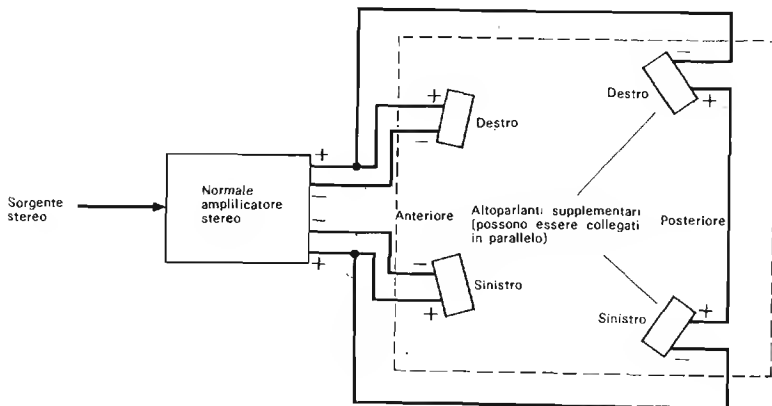 Destro
+
−
Destro
−
+
Sorgente
stereo
Normale
amplificatore
stereo
+
−
−
+
Anteriore
Altoparlanti supplementari
(possono essere collegati
in parallelo)
Posteriore
−
+
Sinistro
Sinistro
+
−